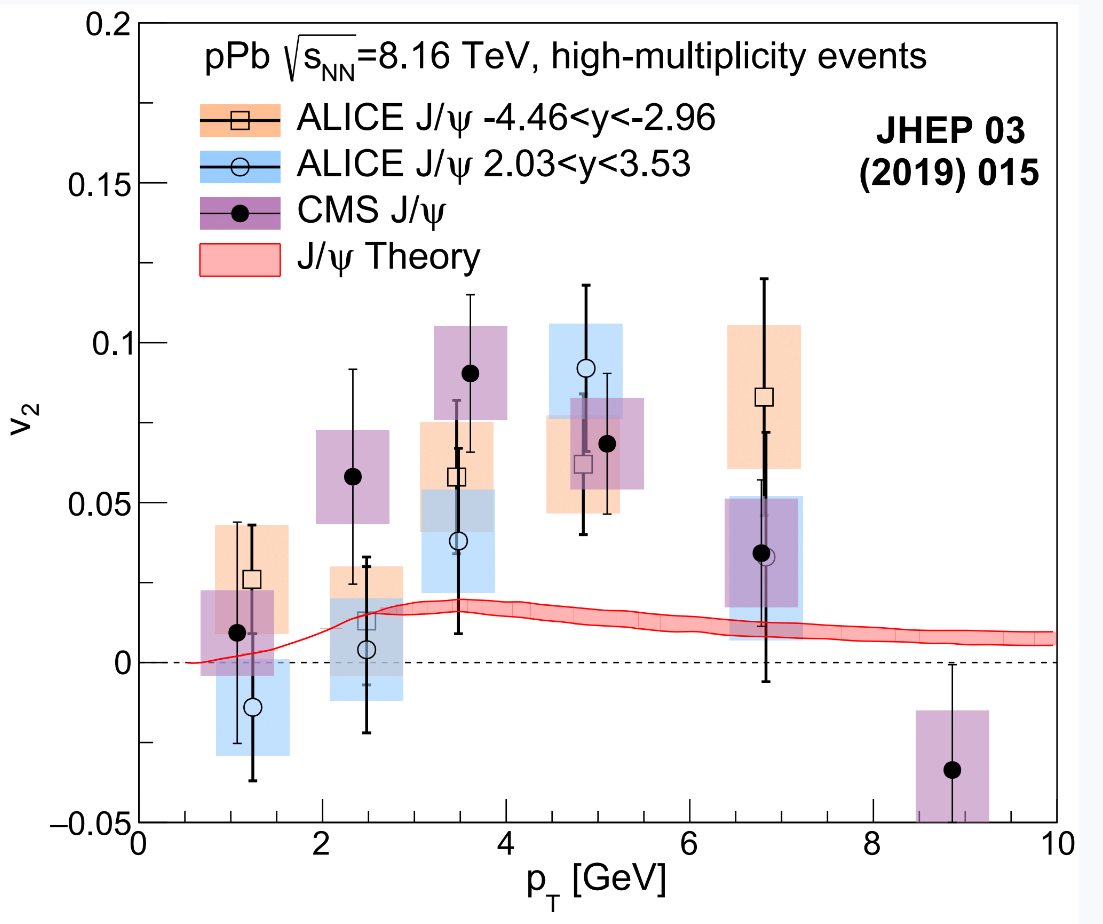 pPb √sNN=8.16 TeV, high-multiplicity events
ALICE J/ψ -4.46<y<-2.96
ALICE J/ψ 2.03<y<3.53
CMS J/ψ
J/ψ Theory
JHEP 03
(2019) 015
v2
0.2
0.15
0.1
0.05
0
−0.05
0 2 4 6 8 10
pT [GeV]